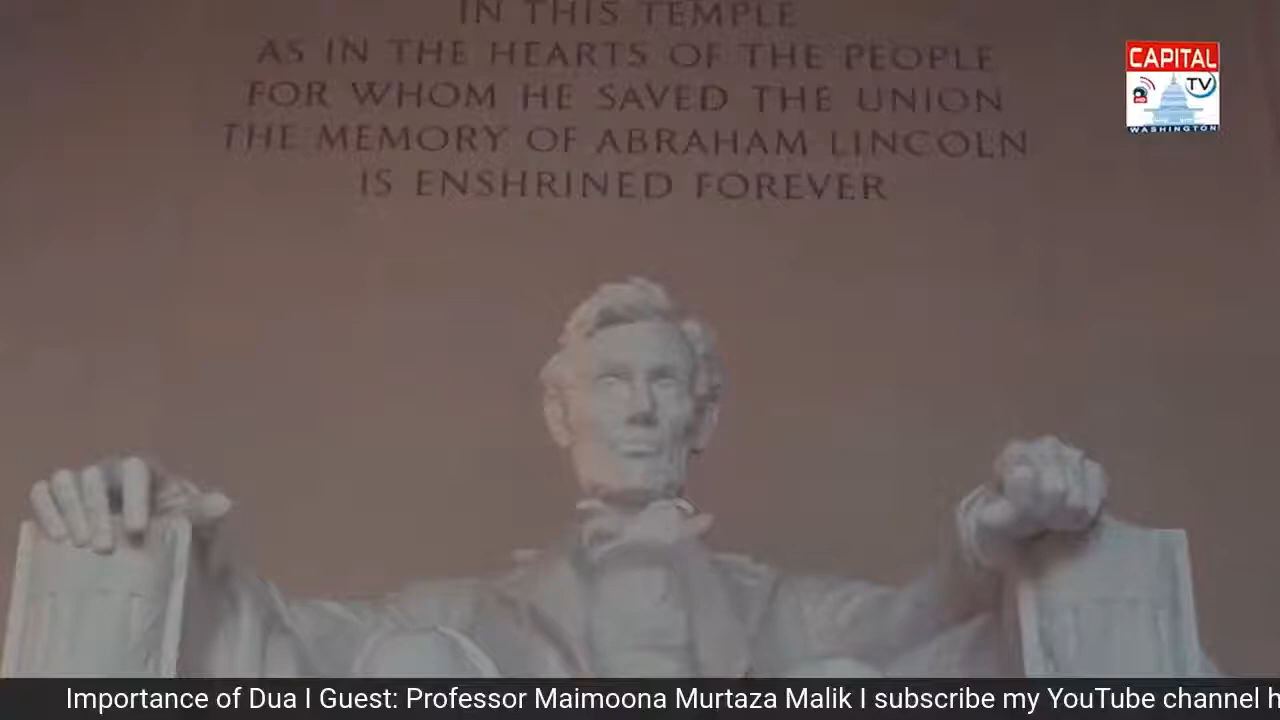 IN THIS TEMPLE
AS IN THE HEARTS OF THE PEOPLE
FOR WHOM HE SAVED THE UNION
THE MEMORY OF ABRAHAM LINCOLN
IS ENSHRINED FOREVER
CAPITAL
TV
HD
WASHINGTON
Importance of Dua I Guest: Professor Maimoona Murtaza Malik I subscribe my YouTube channel h